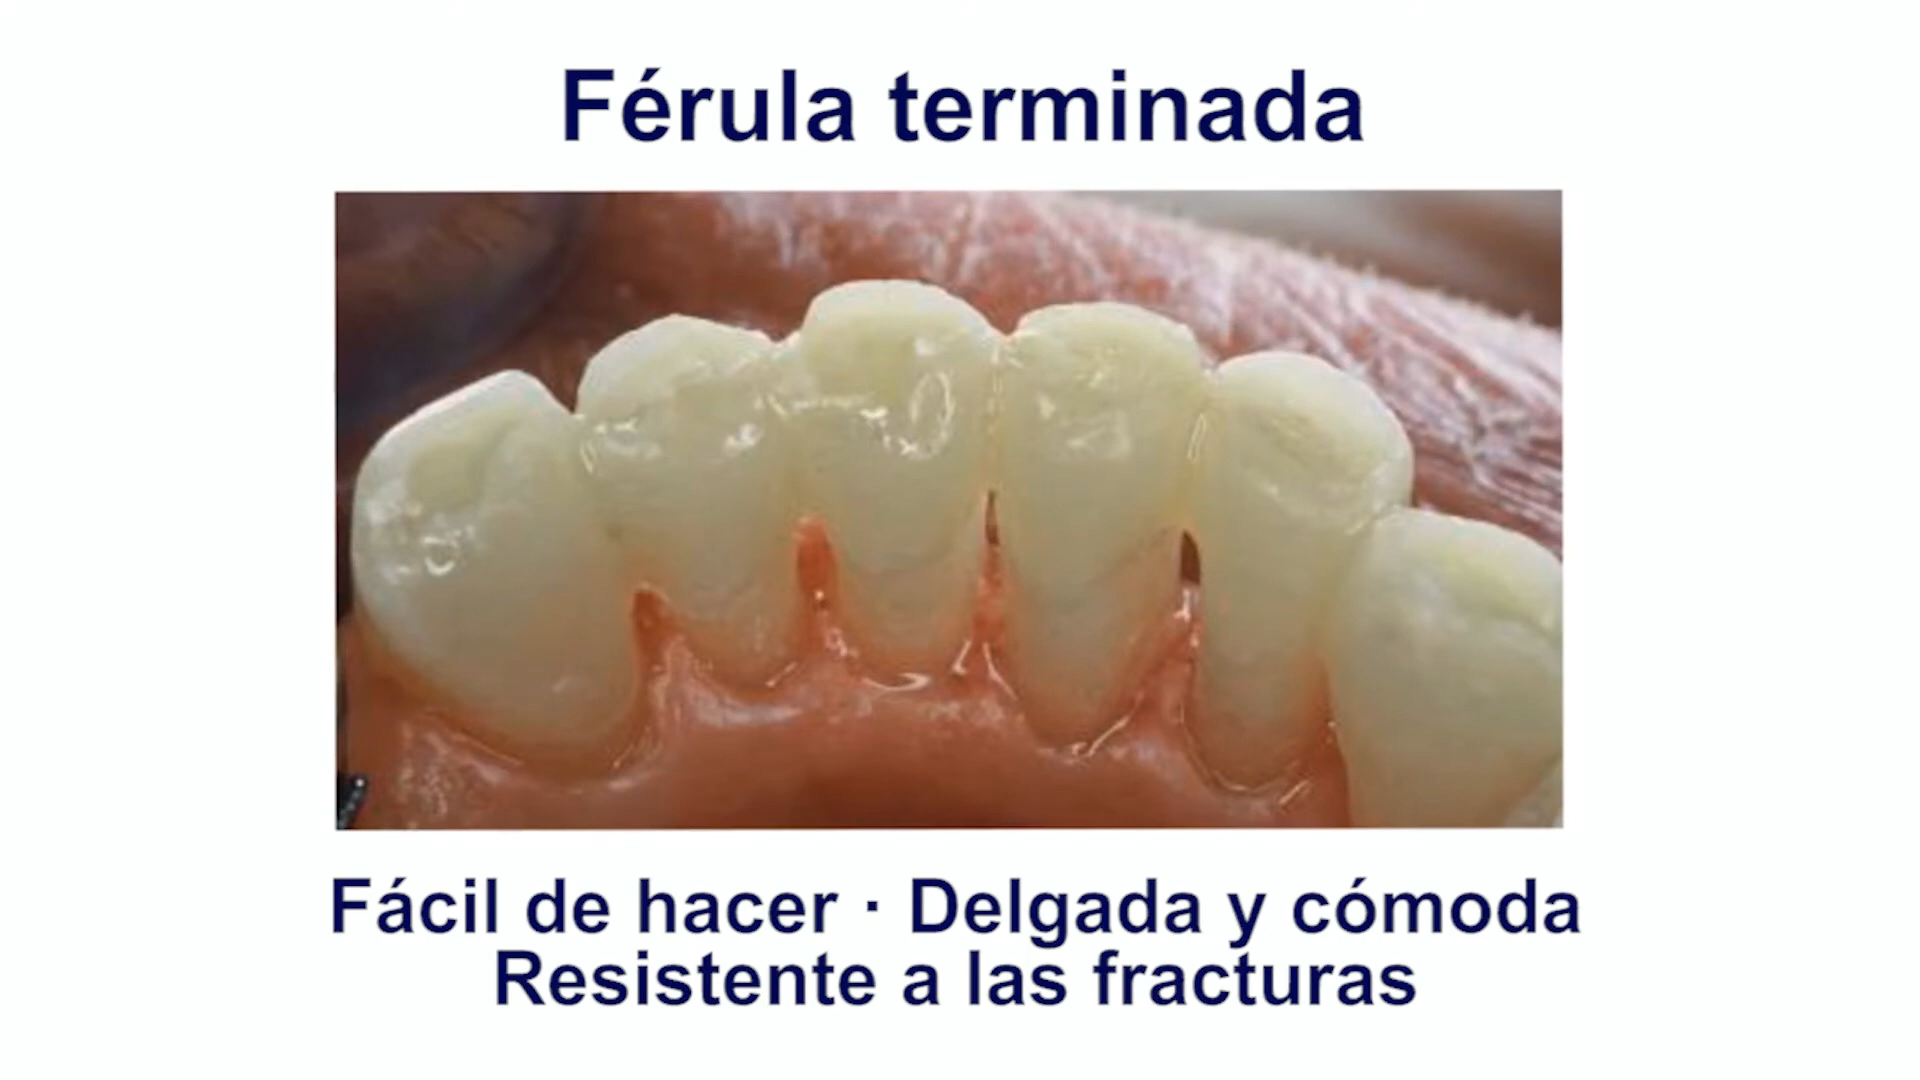 Férula terminada
Fácil de hacer · Delgada y cómoda
Resistente a las fracturas